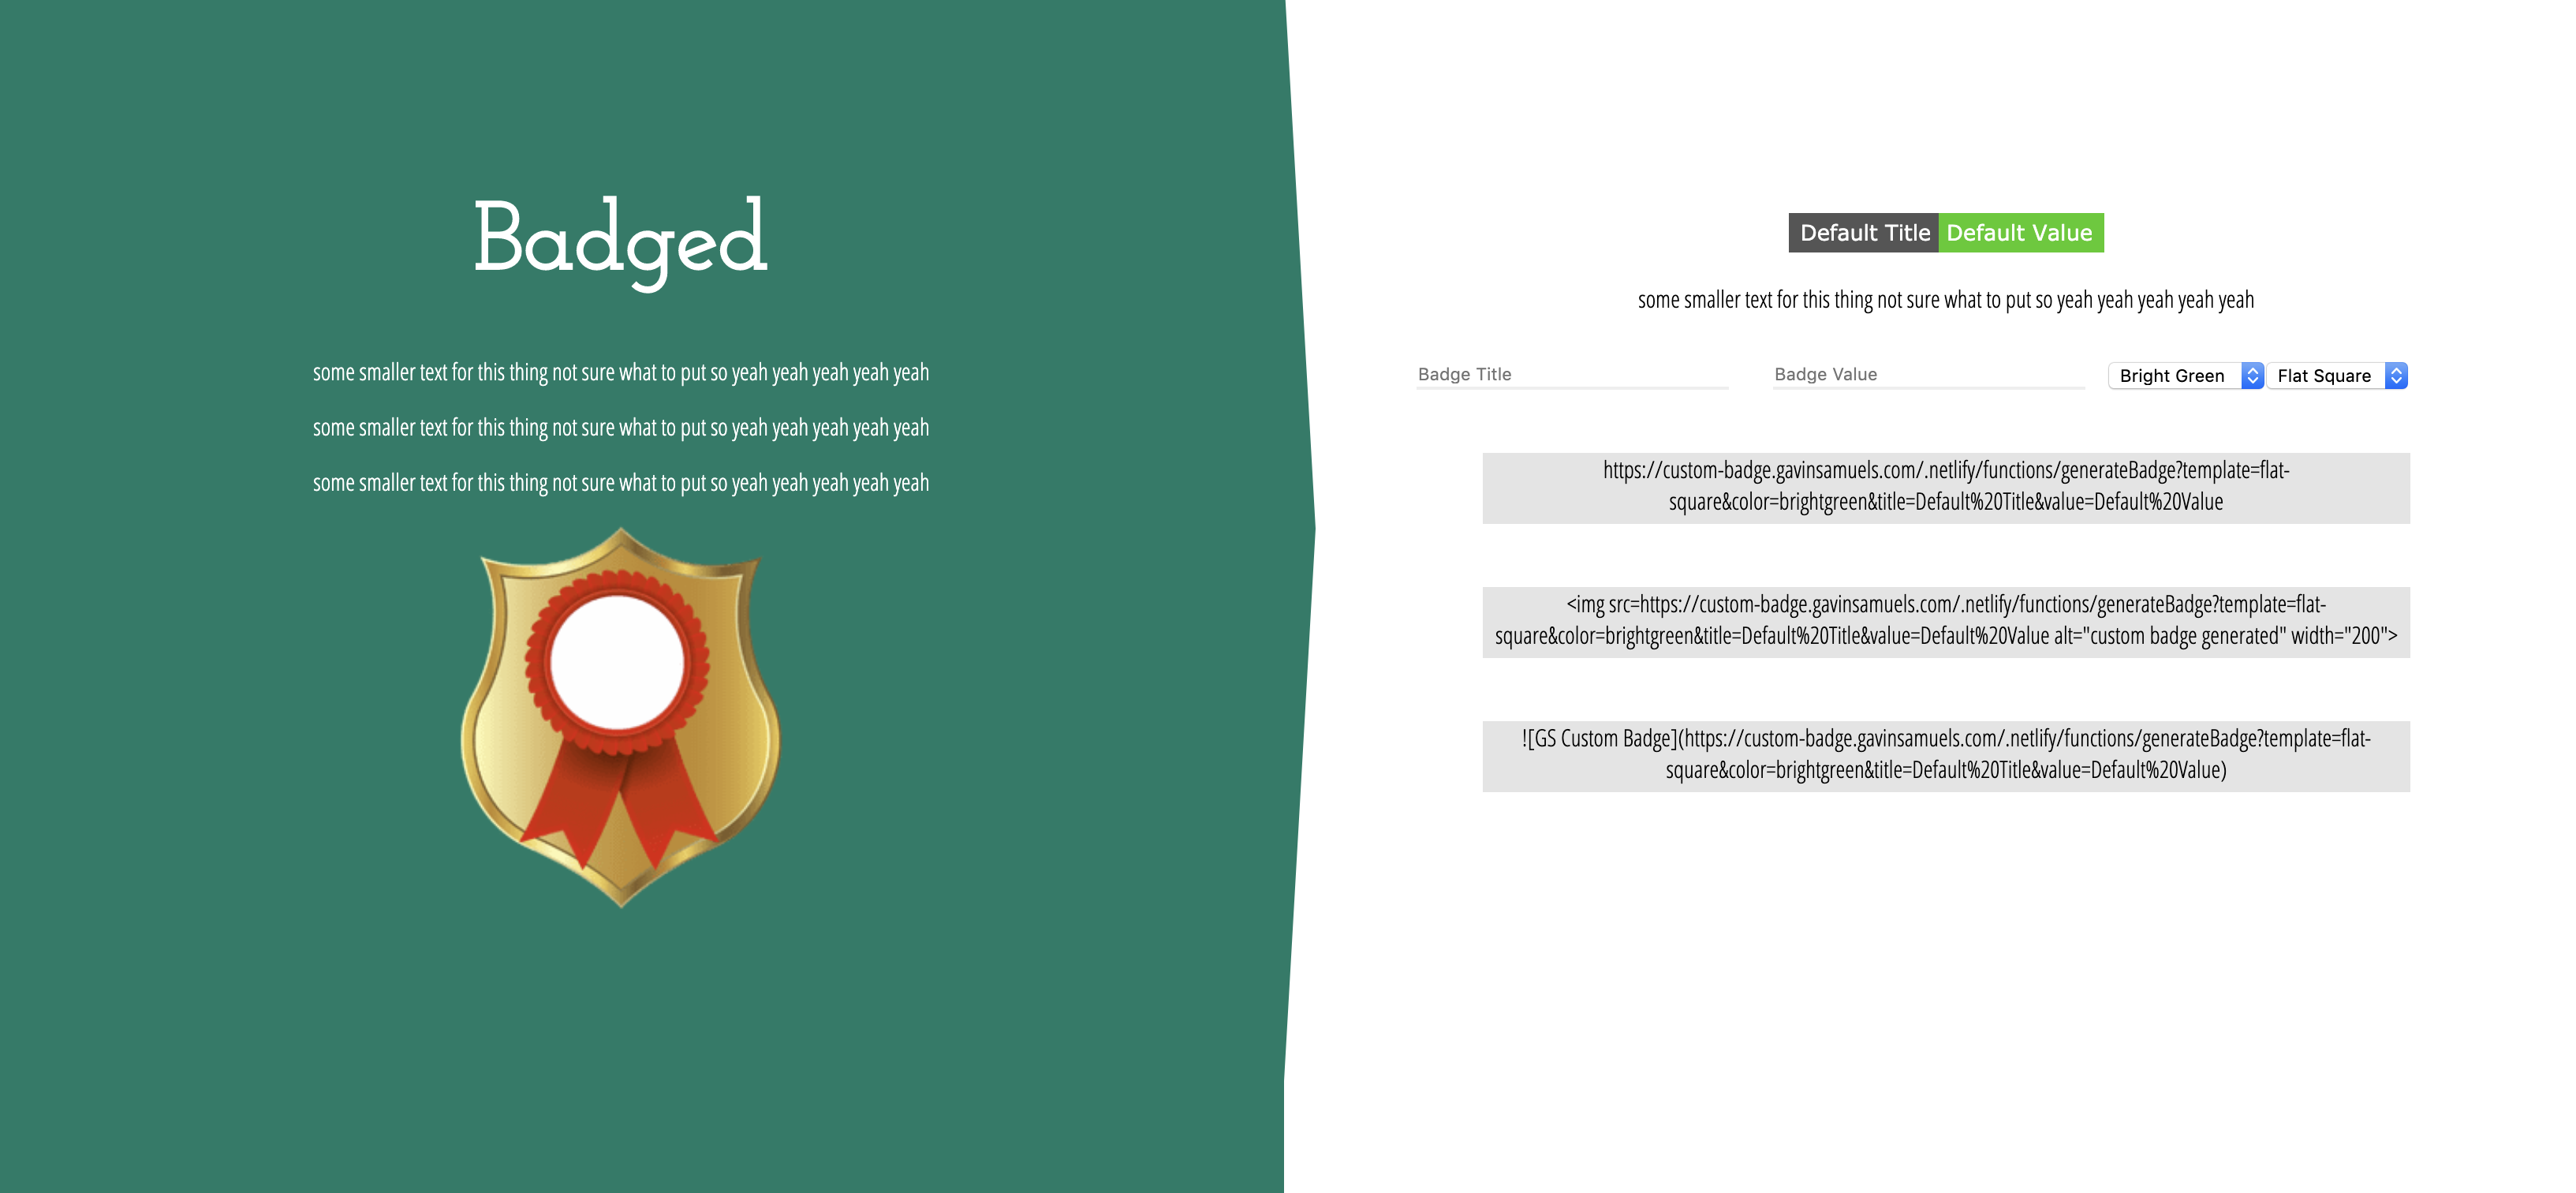 Badged
some smaller text for this thing not sure what to put so yeah yeah yeah yeah yeah
some smaller text for this thing not sure what to put so yeah yeah yeah yeah yeah
some smaller text for this thing not sure what to put so yeah yeah yeah yeah yeah
Default Title Default Value
some smaller text for this thing not sure what to put so yeah yeah yeah yeah yeah
Badge Title Badge Value Bright Green Flat Square
https://custom-badge.gavinsamuels.com/.netlify/functions/generateBadge?template=flat-
square&color=brightgreen&title=Default%20Title&value=Default%20Value
<img src=https://custom-badge.gavinsamuels.com/.netlify/functions/generateBadge?template=flat-
square&color=brightgreen&title=Default%20Title&value=Default%20Value alt="custom badge generated" width="200">
![GS Custom Badge](https://custom-badge.gavinsamuels.com/.netlify/functions/generateBadge?template=flat-
square&color=brightgreen&title=Default%20Title&value=Default%20Value)